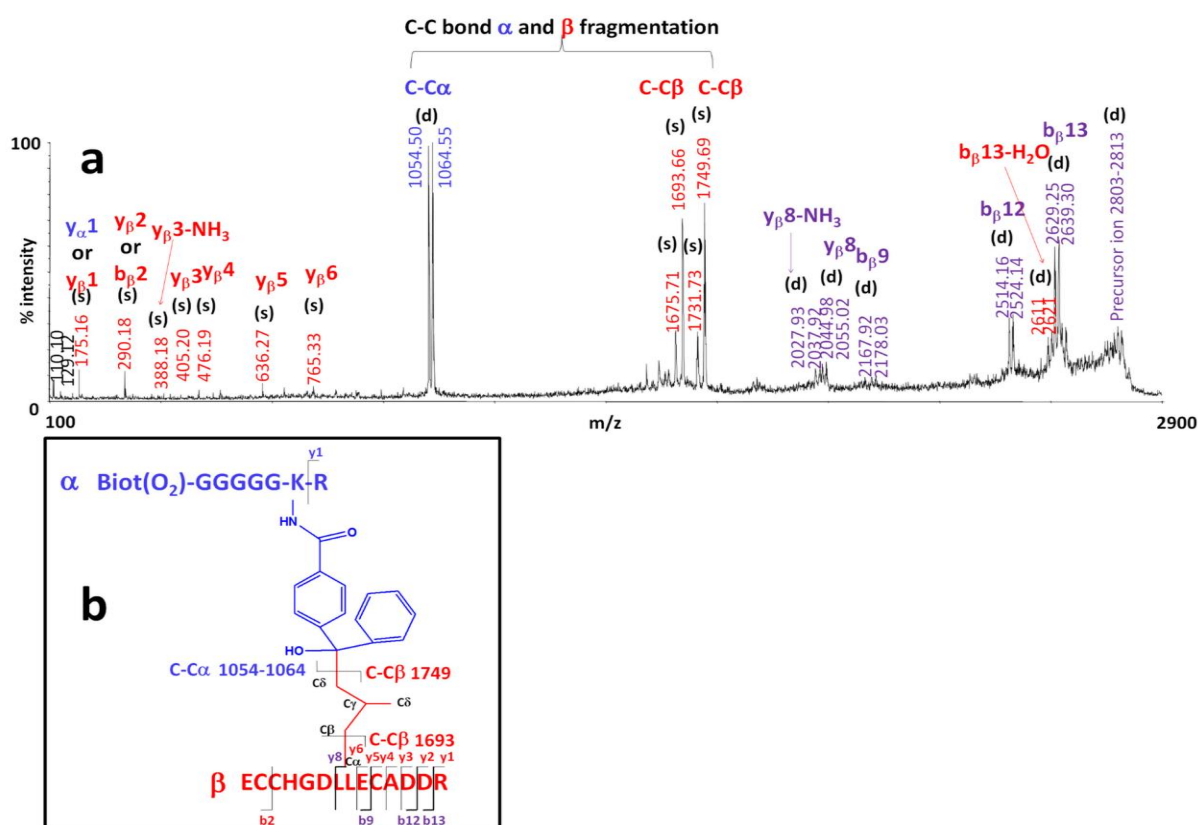 C-C bond α and β fragmentation
C-Cα
C-Cβ C-Cβ
(d) (s) (s) (d)
a
100
% intensity
0
100
m/z
2900
110.10
129.12
yα1
or
yβ1
(s)
175.16
yβ2
or
bβ2
(s)
290.18
yβ3-NH3
(s)
388.18
yβ3
(s)
405.20
yβ4
(s)
476.19
yβ5
(s)
636.27
yβ6
(s)
765.33
1054.50
1064.55
(s)
1675.71
1693.66
(s)
1731.73
1749.69
yβ8-NH3
(d)
2027.93
2037.92
yβ8
(d)
2044.98
2055.02
bβ9
(d)
2167.92
2178.03
bβ12
(d)
2514.16
2524.14
bβ13-H2O
(d)
2611
2621
bβ13
(d)
2629.25
2639.30
Precursor ion 2803-2813
b
y1
α Biot(O2)-GGGGG-K-R
HN
O
HO
C-Cα 1054-1064
C-Cβ 1749
Cδ
Cγ
Cδ
Cβ
C-Cβ 1693
y8 y6 Cα y5 y4 y3 y2 y1
β ECCHGDLLECADDR
b2 b9 b12 b13